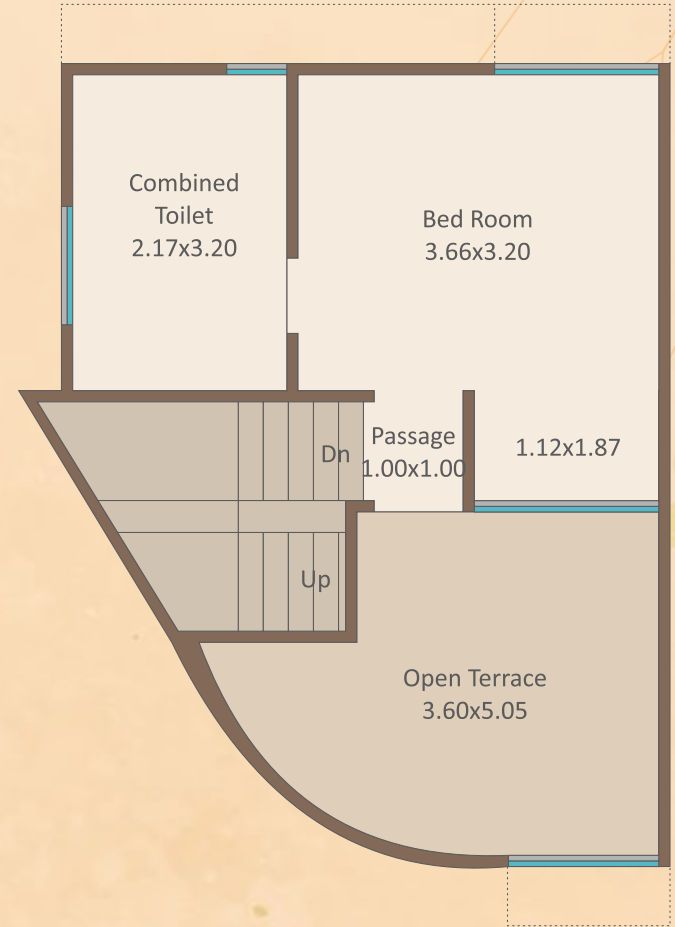 Combined
Toilet
2.17x3.20
Bed Room
3.66x3.20
Dn
Passage
1.00x1.00
1.12x1.87
Up
Open Terrace
3.60x5.05